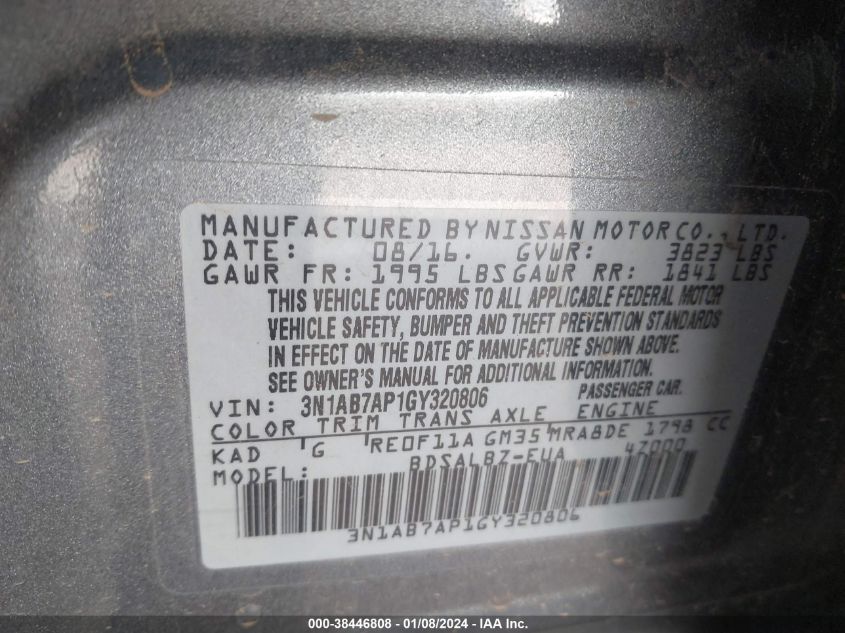 MANUFACTURED BY NISSAN MOTOR CO., LTD.
DATE: 08/16. GVWR: 3823 LBS
GAWR FR: 1995 LBS GAWR RR: 1841 LBS
THIS VEHICLE CONFORMS TO ALL APPLICABLE FEDERAL MOTOR
VEHICLE SAFETY, BUMPER AND THEFT PREVENTION STANDARDS
IN EFFECT ON THE DATE OF MANUFACTURE SHOWN ABOVE.
SEE OWNER'S MANUAL FOR ADDITIONAL INFORMATION.
VIN: 3N1AB7AP1GY320806 PASSENGER CAR.
COLOR TRIM TRANS AXLE ENGINE
KAD G RE0F11A GM35 MRA8DE 1798 CC
MODEL: BDSALBZ-EUA 47000
3N1AB7AP1GY320806
000-38446808 - 01/08/2024 - IAA Inc.